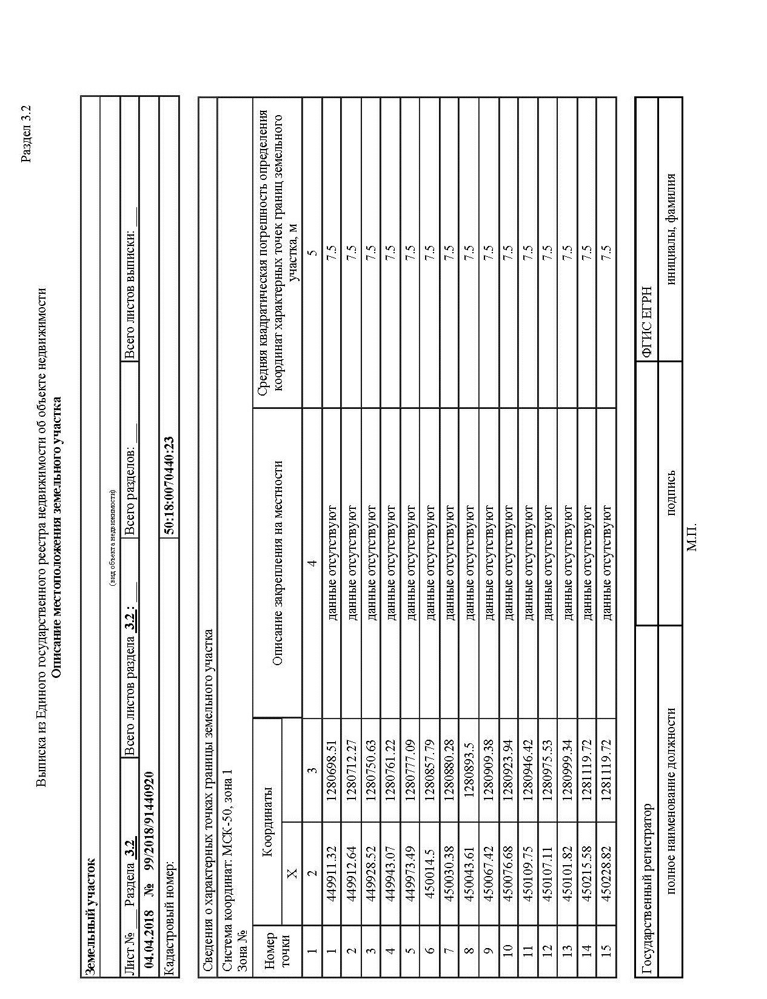 Раздел 3.2
Выписка из Единого государственного реестра недвижимости об объекте недвижимости
Описание местоположения земельного участка
Земельный участок
(вид объекта недвижимости)
Лист № ___ Раздела 3.2 Всего листов раздела 3.2 : ___ Всего разделов: ___ Всего листов выписки: ___
04.04.2018 № 99/2018/91440920
Кадастровый номер: 50:18:0070440:23
Сведения о характерных точках границы земельного участка
Система координат: МСК-50, зона 1
Зона №
Номер точки Координаты Описание закрепления на местности Средняя квадратическая погрешность определения координат характерных точек границ земельного участка, м
X
1 2 3 4 5
1 449911.32 1280698.51 данные отсутствуют 7.5
2 449912.64 1280712.27 данные отсутствуют 7.5
3 449928.52 1280750.63 данные отсутствуют 7.5
4 449943.07 1280761.22 данные отсутствуют 7.5
5 449973.49 1280777.09 данные отсутствуют 7.5
6 450014.5 1280857.79 данные отсутствуют 7.5
7 450030.38 1280880.28 данные отсутствуют 7.5
8 450043.61 1280893.5 данные отсутствуют 7.5
9 450067.42 1280909.38 данные отсутствуют 7.5
10 450076.68 1280923.94 данные отсутствуют 7.5
11 450109.75 1280946.42 данные отсутствуют 7.5
12 450107.11 1280975.53 данные отсутствуют 7.5
13 450101.82 1280999.34 данные отсутствуют 7.5
14 450215.58 1281119.72 данные отсутствуют 7.5
15 450228.82 1281119.72 данные отсутствуют 7.5
Государственный регистратор ФГИС ЕГРН
полное наименование должности подпись инициалы, фамилия
М.П.